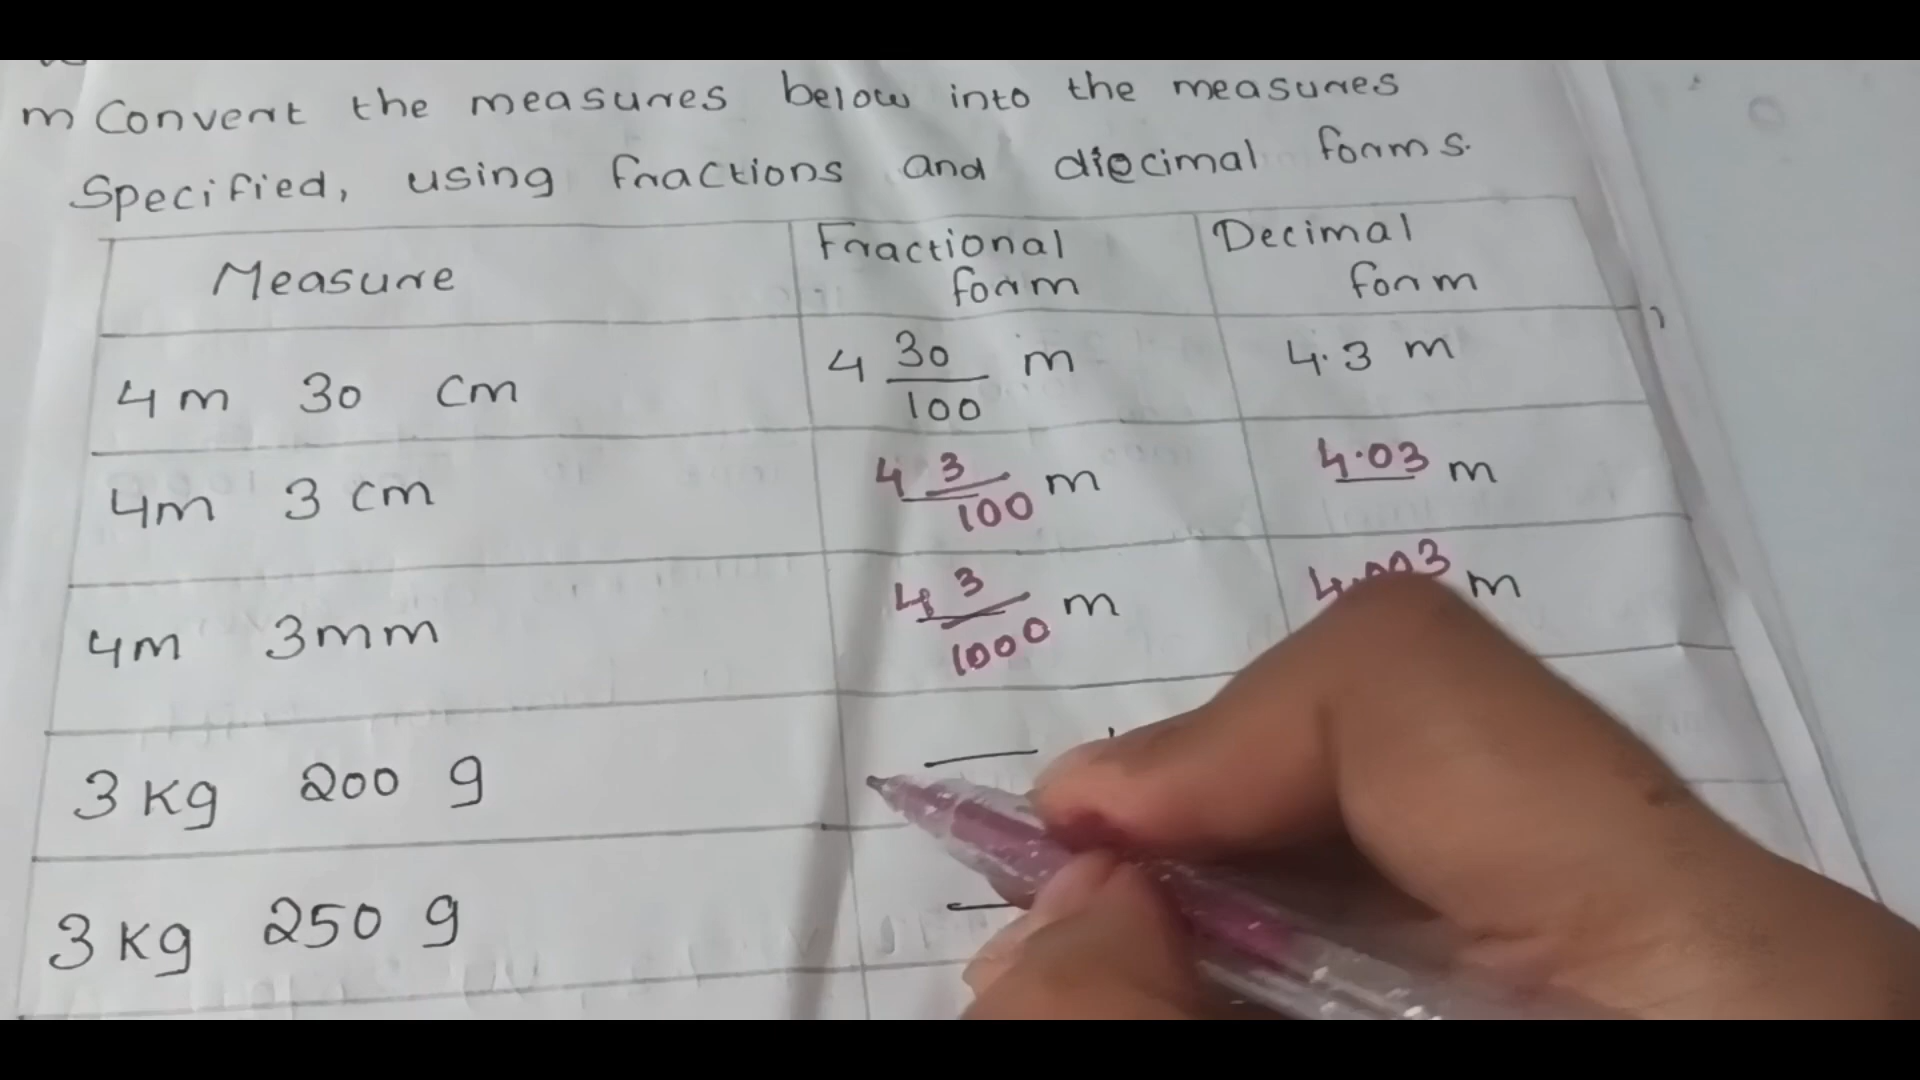 m Convert the measures below into the measures
Specified, using fractions and diecimal forms.
Measure
Fractional form
Decimal form
4 m 30 cm
4 30/100 m
4.3 m
4m 3 cm
4 3/100 m
4.03 m
4m 3mm
4 3/1000 m
4.003 m
3 kg 200 g
3 kg 250 g